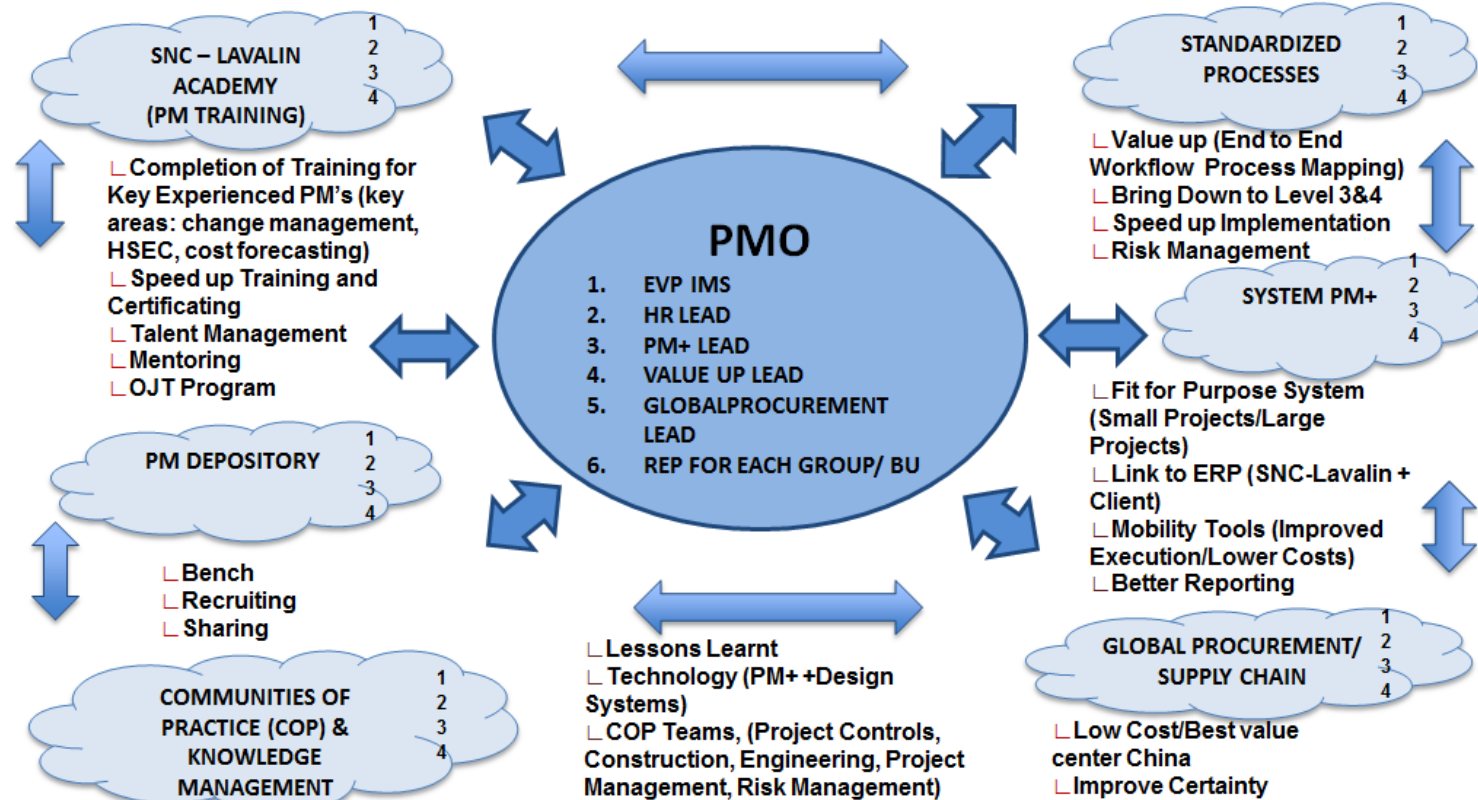 SNC – LAVALIN
ACADEMY
(PM TRAINING)
1
2
3
4
∟Completion of Training for
Key Experienced PM's (key
areas: change management,
HSEC, cost forecasting)
∟Speed up Training and
Certificating
∟Talent Management
∟Mentoring
∟OJT Program
PM DEPOSITORY
1
2
3
4
∟Bench
∟Recruiting
∟Sharing
COMMUNITIES OF
PRACTICE (COP) &
KNOWLEDGE
MANAGEMENT
1
2
3
4
PMO
1. EVP IMS
2. HR LEAD
3. PM+ LEAD
4. VALUE UP LEAD
5. GLOBALPROCUREMENT
LEAD
6. REP FOR EACH GROUP/ BU
∟Lessons Learnt
∟Technology (PM+ +Design
Systems)
∟COP Teams, (Project Controls,
Construction, Engineering, Project
Management, Risk Management)
STANDARDIZED
PROCESSES
1
2
3
4
∟Value up (End to End
Workflow Process Mapping)
∟Bring Down to Level 3&4
∟Speed up Implementation
∟Risk Management
SYSTEM PM+
1
2
3
4
∟Fit for Purpose System
(Small Projects/Large
Projects)
∟Link to ERP (SNC-Lavalin +
Client)
∟Mobility Tools (Improved
Execution/Lower Costs)
∟Better Reporting
GLOBAL PROCUREMENT/
SUPPLY CHAIN
1
2
3
4
∟Low Cost/Best value
center China
∟Improve Certainty